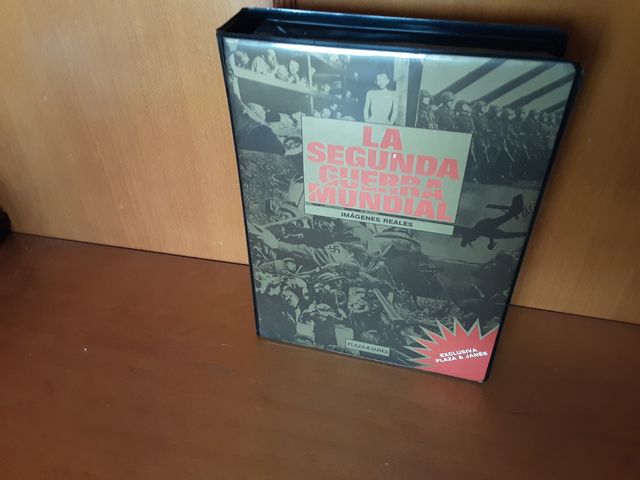 LA
SEGUNDA
GUERRA
MUNDIAL
IMÁGENES REALES
PLAZA & JANÉS
EXCLUSIVA
PLAZA & JANÉS